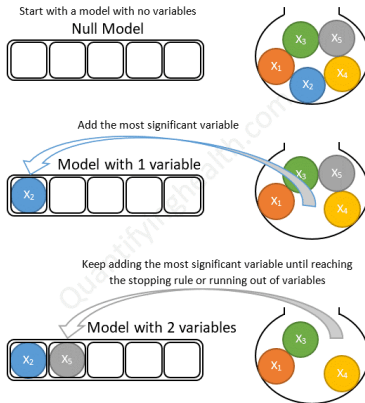 Start with a model with no variables
Null Model
X3
X5
X1
X4
X2
Add the most significant variable
Model with 1 variable
X2
X3
X5
X1
X4
Keep adding the most significant variable until reaching
the stopping rule or running out of variables
Model with 2 variables
X2
X5
X3
X1
X4
Quantifyinghealth.com